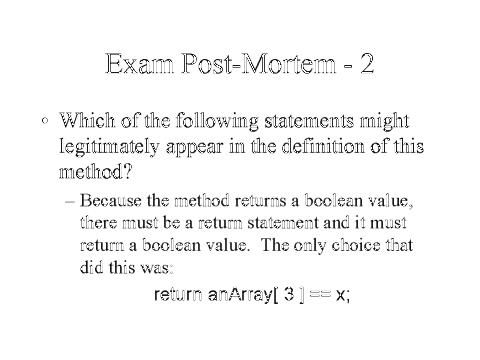 Exam Post-Mortem - 2
◦ Which of the following statements might
legitimately appear in the definition of this
method?
– Because the method returns a boolean value,
there must be a return statement and it must
return a boolean value.  The only choice that
did this was:
return anArray[ 3 ] == x;